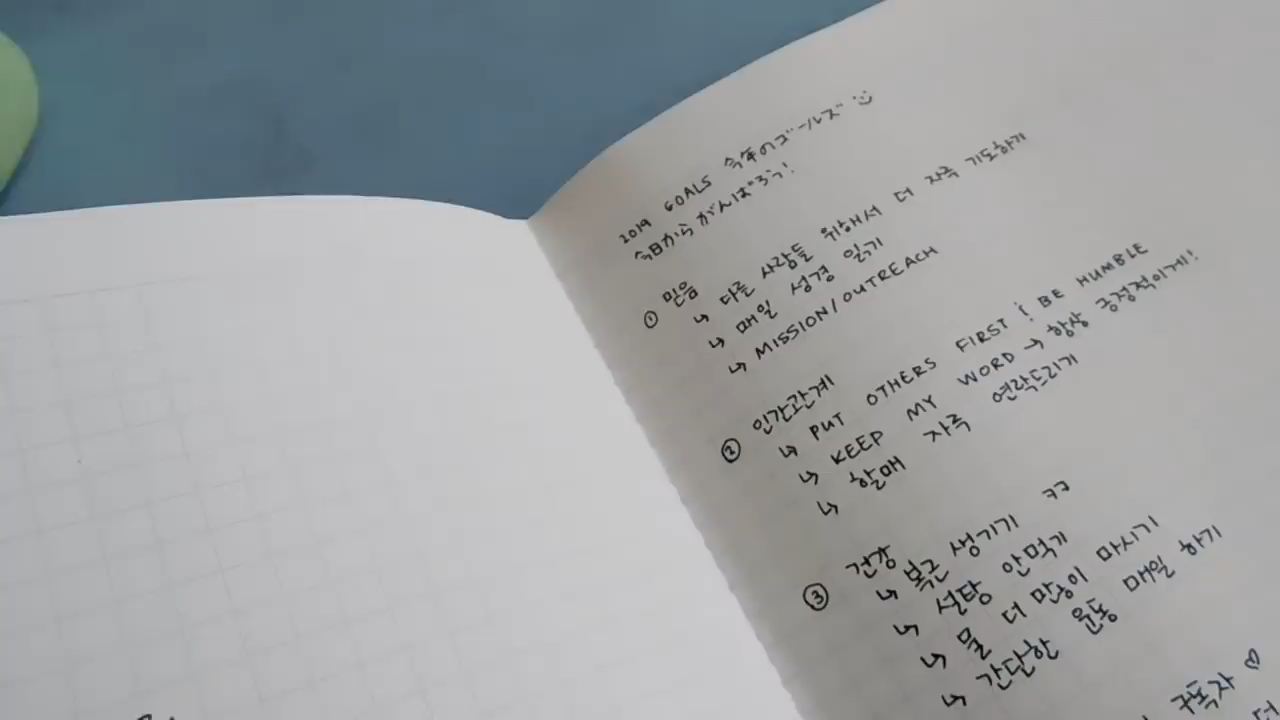 2019 GOALS 今年のゴールズ
今日からがんばろう!
① 믿음
↳ 다른 사람들 위해서 더 자주 기도하기
↳ 매일 성경 읽기
↳ MISSION/OUTREACH
② 인간관계
↳ PUT OTHERS FIRST & BE HUMBLE
↳ KEEP MY WORD → 항상 긍정적이게!
↳ 할매 자주 연락드리기
③ 건강
↳ 복근 생기기 ㅋㅋ
↳ 설탕 안먹기
↳ 물 더 많이 마시기
↳ 간단한 운동 매일 하기
구독자 ♡
더